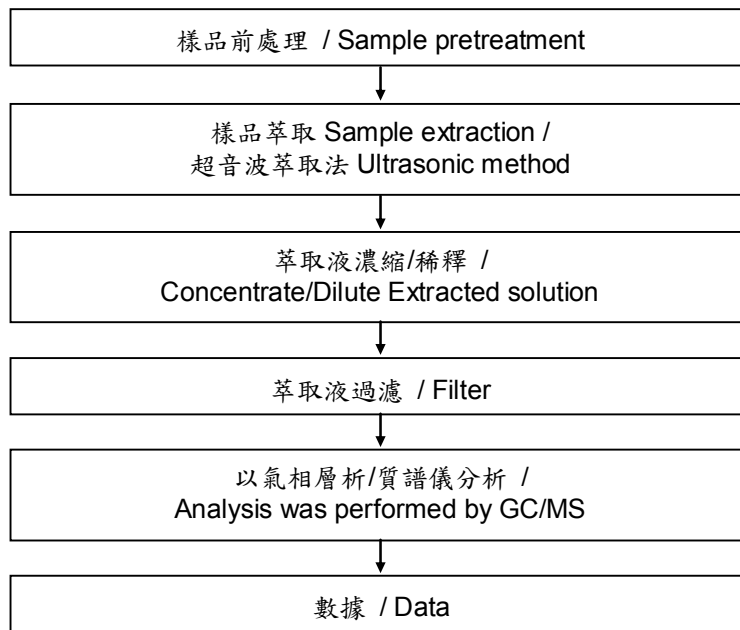 樣品前處理 / Sample pretreatment
樣品萃取 Sample extraction /
超音波萃取法 Ultrasonic method
萃取液濃縮/稀釋 /
Concentrate/Dilute Extracted solution
萃取液過濾 / Filter
以氣相層析/質譜儀分析 /
Analysis was performed by GC/MS
數據 / Data